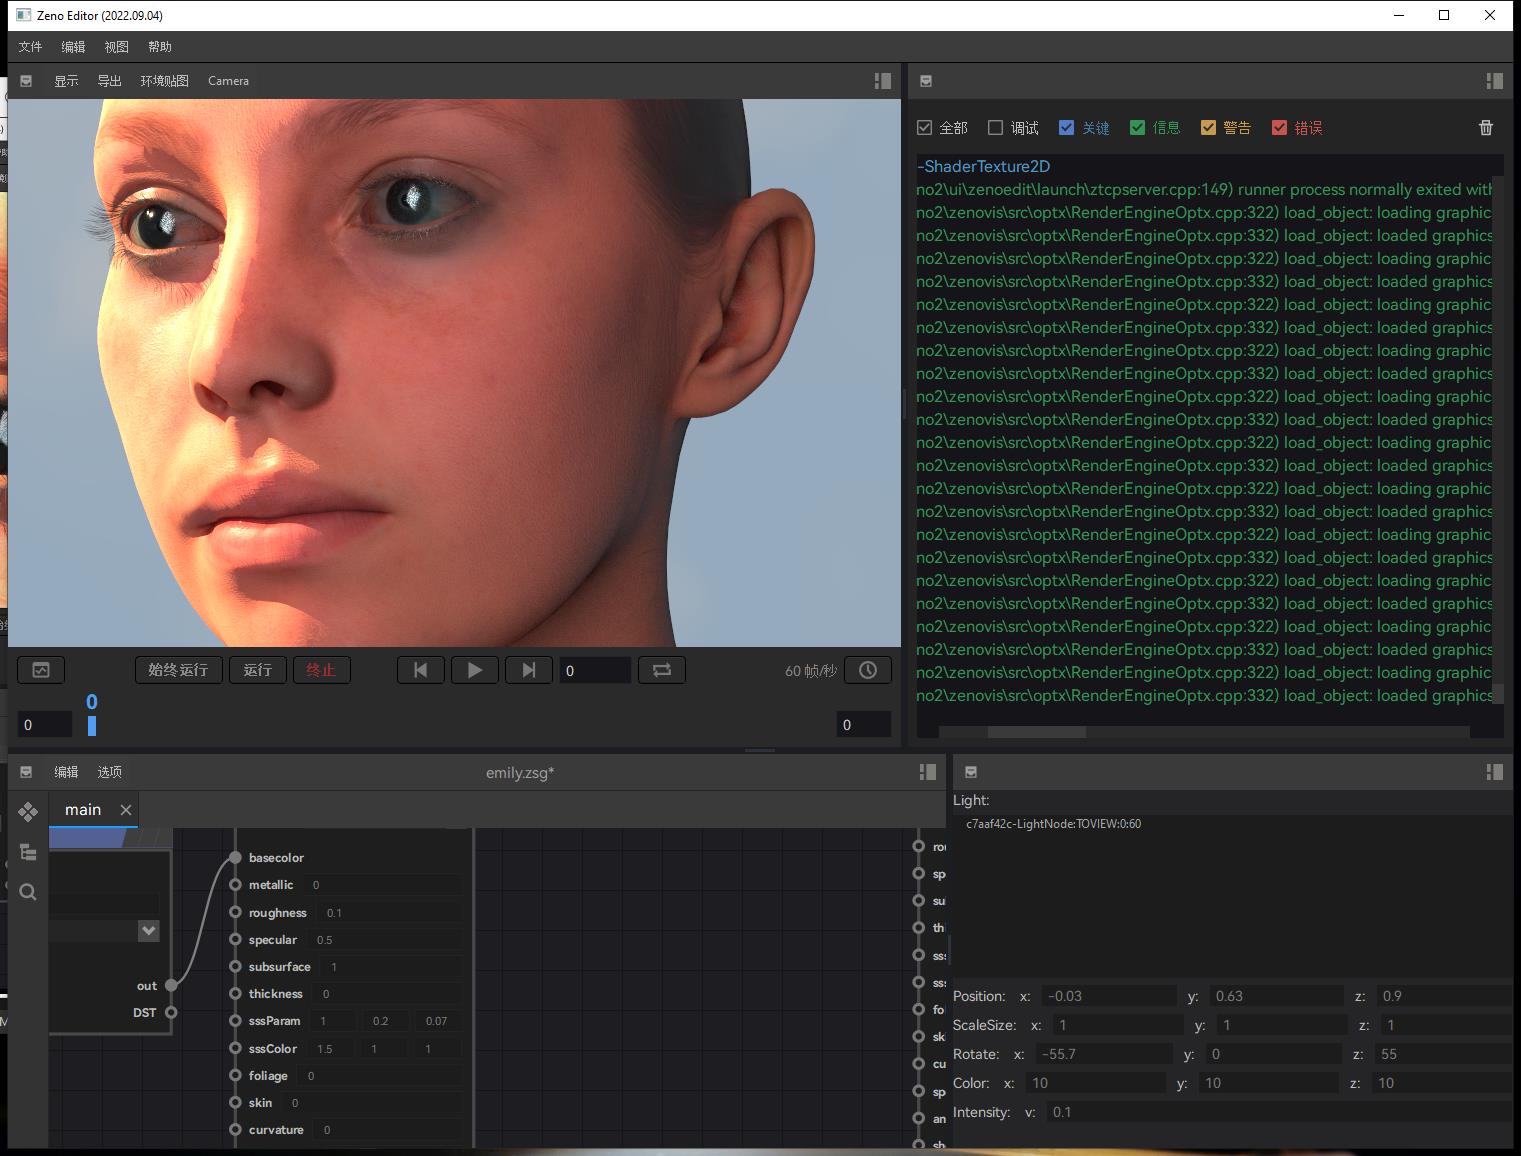 Zeno Editor (2022.09.04)
文件 编辑 视图 帮助
显示 导出 环境贴图 Camera
全部 调试 关键 信息 警告 错误
-ShaderTexture2D
no2\ui\zenoedit\launch\ztcpserver.cpp:149) runner process normally exited with
no2\zenovis\src\optx\RenderEngineOptx.cpp:322) load_object: loading graphics
no2\zenovis\src\optx\RenderEngineOptx.cpp:332) load_object: loaded graphics
no2\zenovis\src\optx\RenderEngineOptx.cpp:322) load_object: loading graphic
no2\zenovis\src\optx\RenderEngineOptx.cpp:332) load_object: loaded graphics
no2\zenovis\src\optx\RenderEngineOptx.cpp:322) load_object: loading graphic
no2\zenovis\src\optx\RenderEngineOptx.cpp:332) load_object: loaded graphics
no2\zenovis\src\optx\RenderEngineOptx.cpp:322) load_object: loading graphic
no2\zenovis\src\optx\RenderEngineOptx.cpp:332) load_object: loaded graphics
no2\zenovis\src\optx\RenderEngineOptx.cpp:322) load_object: loading graphic
no2\zenovis\src\optx\RenderEngineOptx.cpp:332) load_object: loaded graphics
no2\zenovis\src\optx\RenderEngineOptx.cpp:322) load_object: loading graphic
no2\zenovis\src\optx\RenderEngineOptx.cpp:332) load_object: loaded graphics
no2\zenovis\src\optx\RenderEngineOptx.cpp:322) load_object: loading graphic
no2\zenovis\src\optx\RenderEngineOptx.cpp:332) load_object: loaded graphics
no2\zenovis\src\optx\RenderEngineOptx.cpp:322) load_object: loading graphic
no2\zenovis\src\optx\RenderEngineOptx.cpp:332) load_object: loaded graphics
no2\zenovis\src\optx\RenderEngineOptx.cpp:322) load_object: loading graphic
no2\zenovis\src\optx\RenderEngineOptx.cpp:332) load_object: loaded graphics
no2\zenovis\src\optx\RenderEngineOptx.cpp:322) load_object: loading graphic
no2\zenovis\src\optx\RenderEngineOptx.cpp:332) load_object: loaded graphics
no2\zenovis\src\optx\RenderEngineOptx.cpp:322) load_object: loading graphic
no2\zenovis\src\optx\RenderEngineOptx.cpp:332) load_object: loaded graphics
始终运行 运行 终止 0 60 帧/秒
0
0 0
编辑 选项 emily.zsg*
main
basecolor
metallic 0
roughness 0.1
specular 0.5
subsurface 1
thickness 0
sssParam 1 0.2 0.07
sssColor 1.5 1 1
foliage 0
skin 0
curvature 0
out
DST
rou
sp
su
th
sss
sss
fo
ski
cu
sp
an
sh
Light:
c7aaf42c-LightNode:TOVIEW:0:60
Position: x: -0.03 y: 0.63 z: 0.9
ScaleSize: x: 1 y: 1 z: 1
Rotate: x: -55.7 y: 0 z: 55
Color: x: 10 y: 10 z: 10
Intensity: v: 0.1